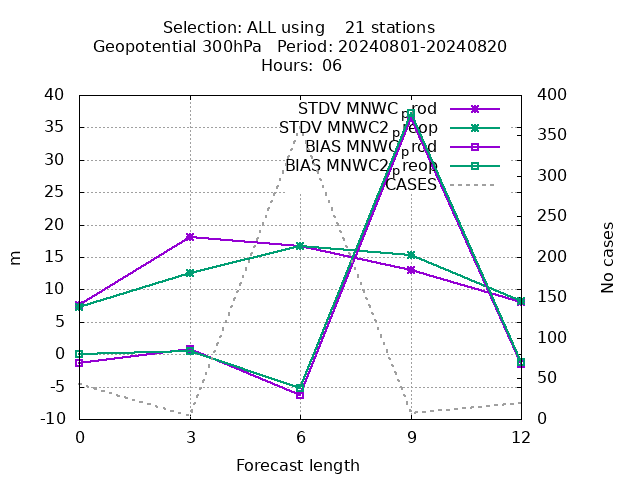 Selection: ALL using 21 stations
Geopotential 300hPa Period: 20240801-20240820
Hours: 06
40
35
30
25
20
15
10
5
0
-5
-10
m
STDV MNWC_prod
STDV MNWC2_preop
BIAS MNWC_prod
BIAS MNWC2_preop
CASES
400
350
300
250
200
150
100
50
0
No cases
0 3 6 9 12
Forecast length